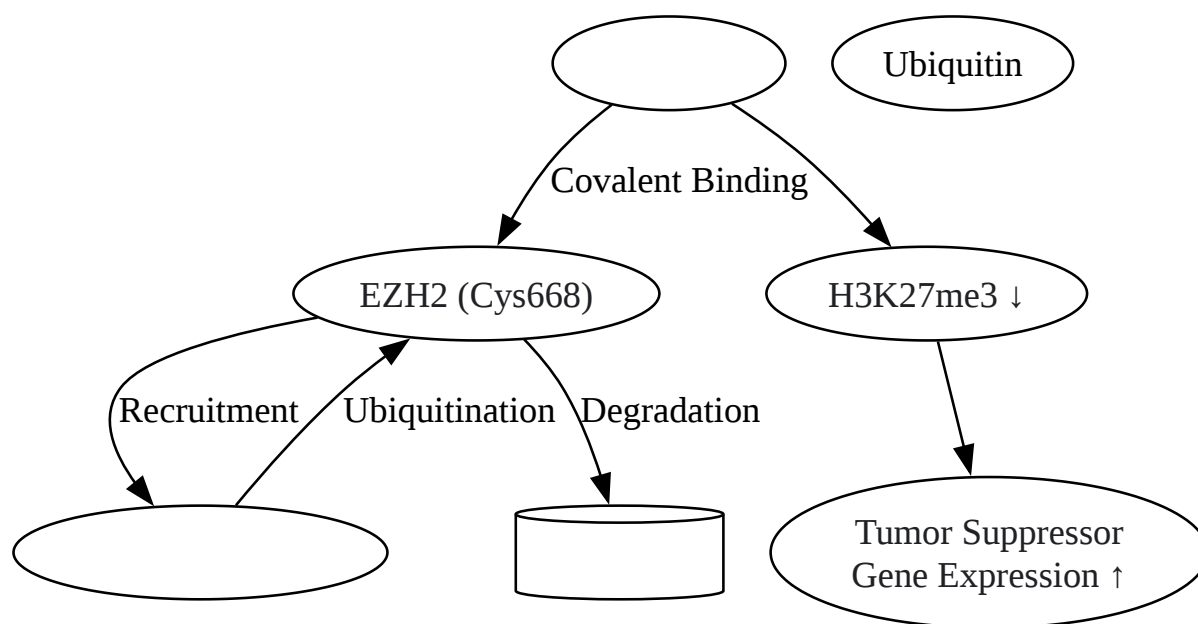 Ubiquitin
Covalent Binding
EZH2 (Cys668)
H3K27me3 ↓
Recruitment
Ubiquitination
Degradation
Tumor Suppressor
Gene Expression ↑